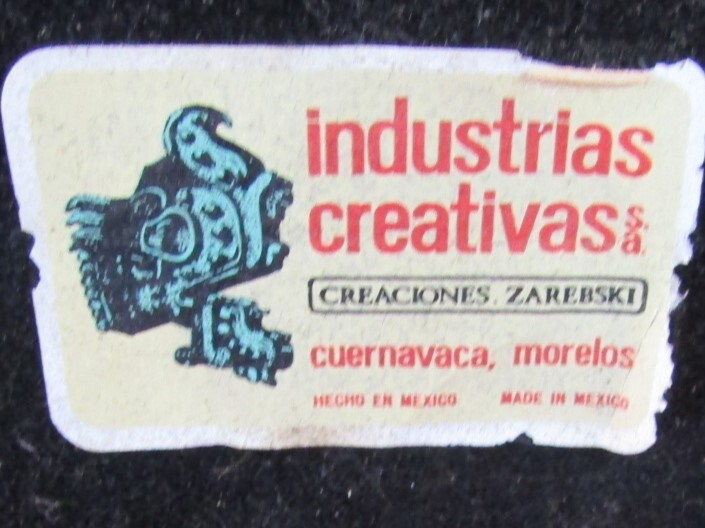 industrias
creativas s.a.
CREACIONES. ZAREBSKI
cuernavaca, morelos
HECHO EN MEXICO MADE IN MEXICO